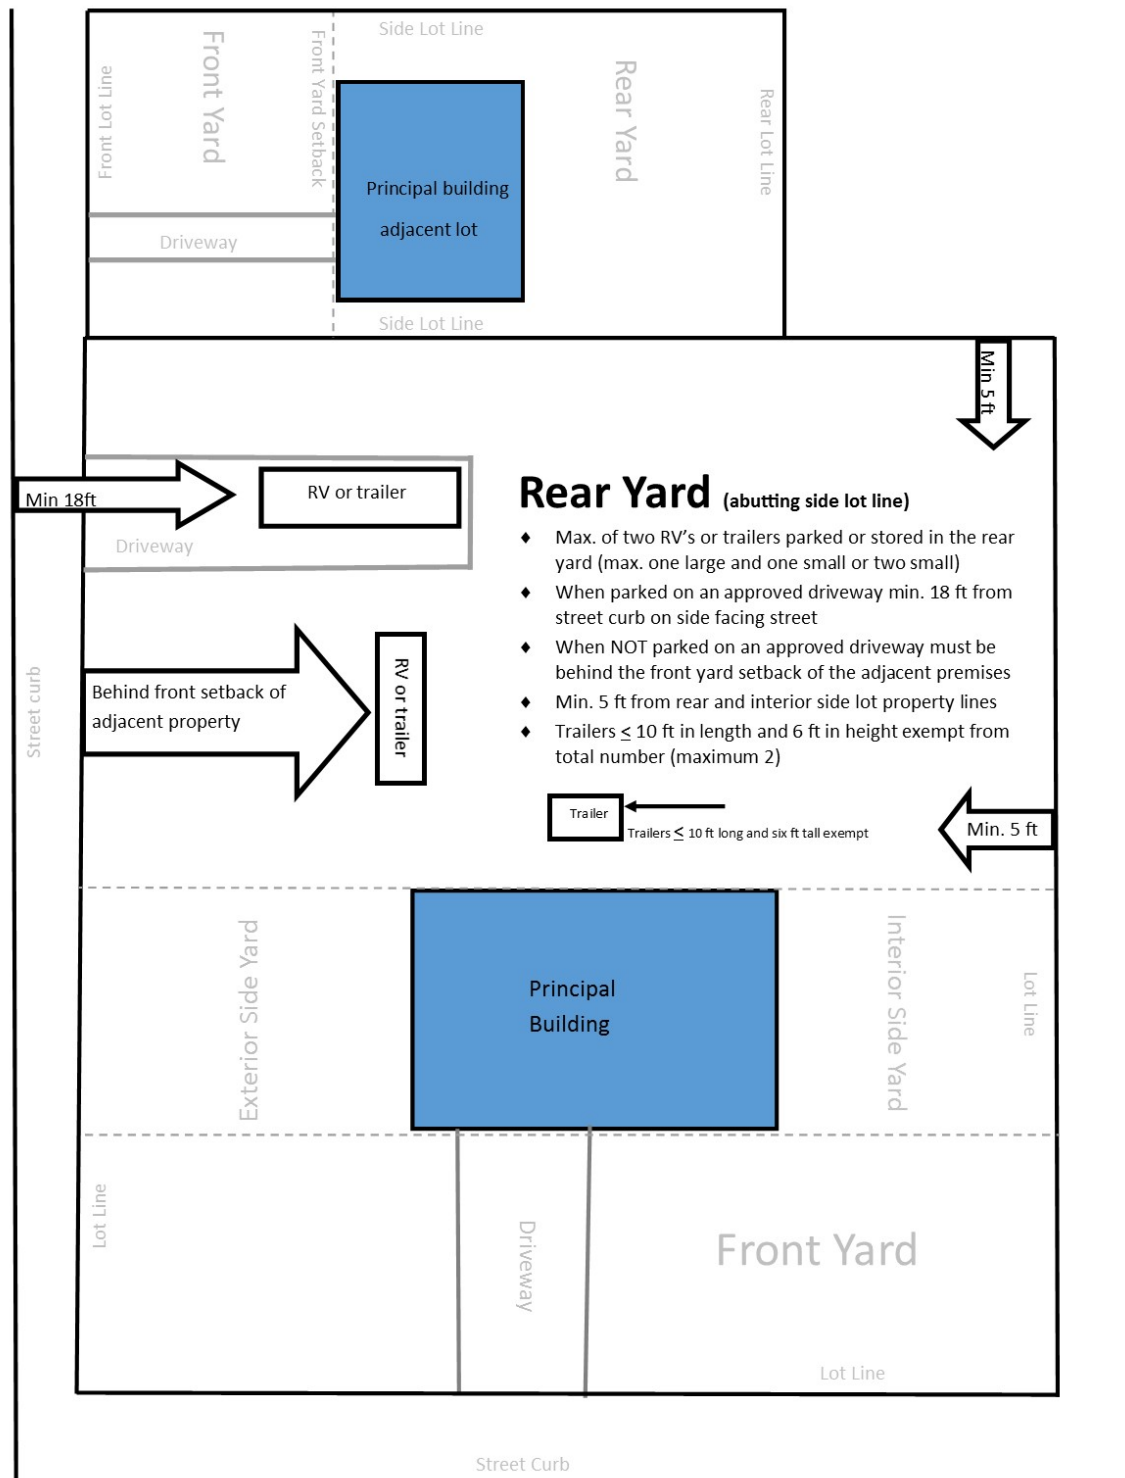 Side Lot Line
Front Lot Line
Front Yard
Front Yard Setback
Rear Yard
Rear Lot Line
Principal building
adjacent lot
Driveway
Side Lot Line
Min 5 ft
Min 18ft
RV or trailer
Driveway
Rear Yard (abutting side lot line)
♦ Max. of two RV's or trailers parked or stored in the rear
yard (max. one large and one small or two small)
♦ When parked on an approved driveway min. 18 ft from
street curb on side facing street
♦ When NOT parked on an approved driveway must be
behind the front yard setback of the adjacent premises
♦ Min. 5 ft from rear and interior side lot property lines
♦ Trailers ≤ 10 ft in length and 6 ft in height exempt from
total number (maximum 2)
Street curb
Behind front setback of
adjacent property
RV or trailer
Trailer
Trailers ≤ 10 ft long and six ft tall exempt
Min. 5 ft
Exterior Side Yard
Principal
Building
Interior Side Yard
Lot Line
Lot Line
Driveway
Front Yard
Lot Line
Street Curb